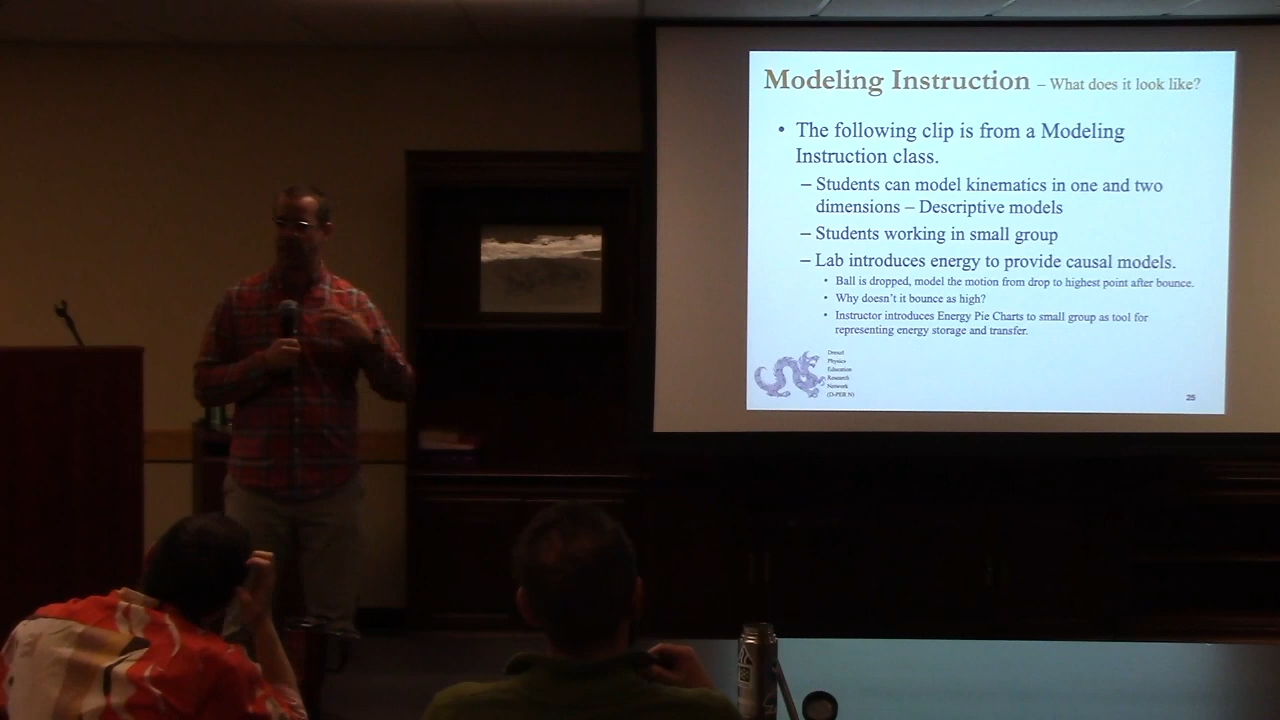 Modeling Instruction – What does it look like?
• The following clip is from a Modeling
Instruction class.
– Students can model kinematics in one and two
dimensions – Descriptive models
– Students working in small group
– Lab introduces energy to provide causal models.
• Ball is dropped, model the motion from drop to highest point after bounce.
• Why doesn't it bounce as high?
• Instructor introduces Energy Pie Charts to small group as tool for
representing energy storage and transfer.
Drexel
Physics
Education
Research
Network
(D-PER N)
25